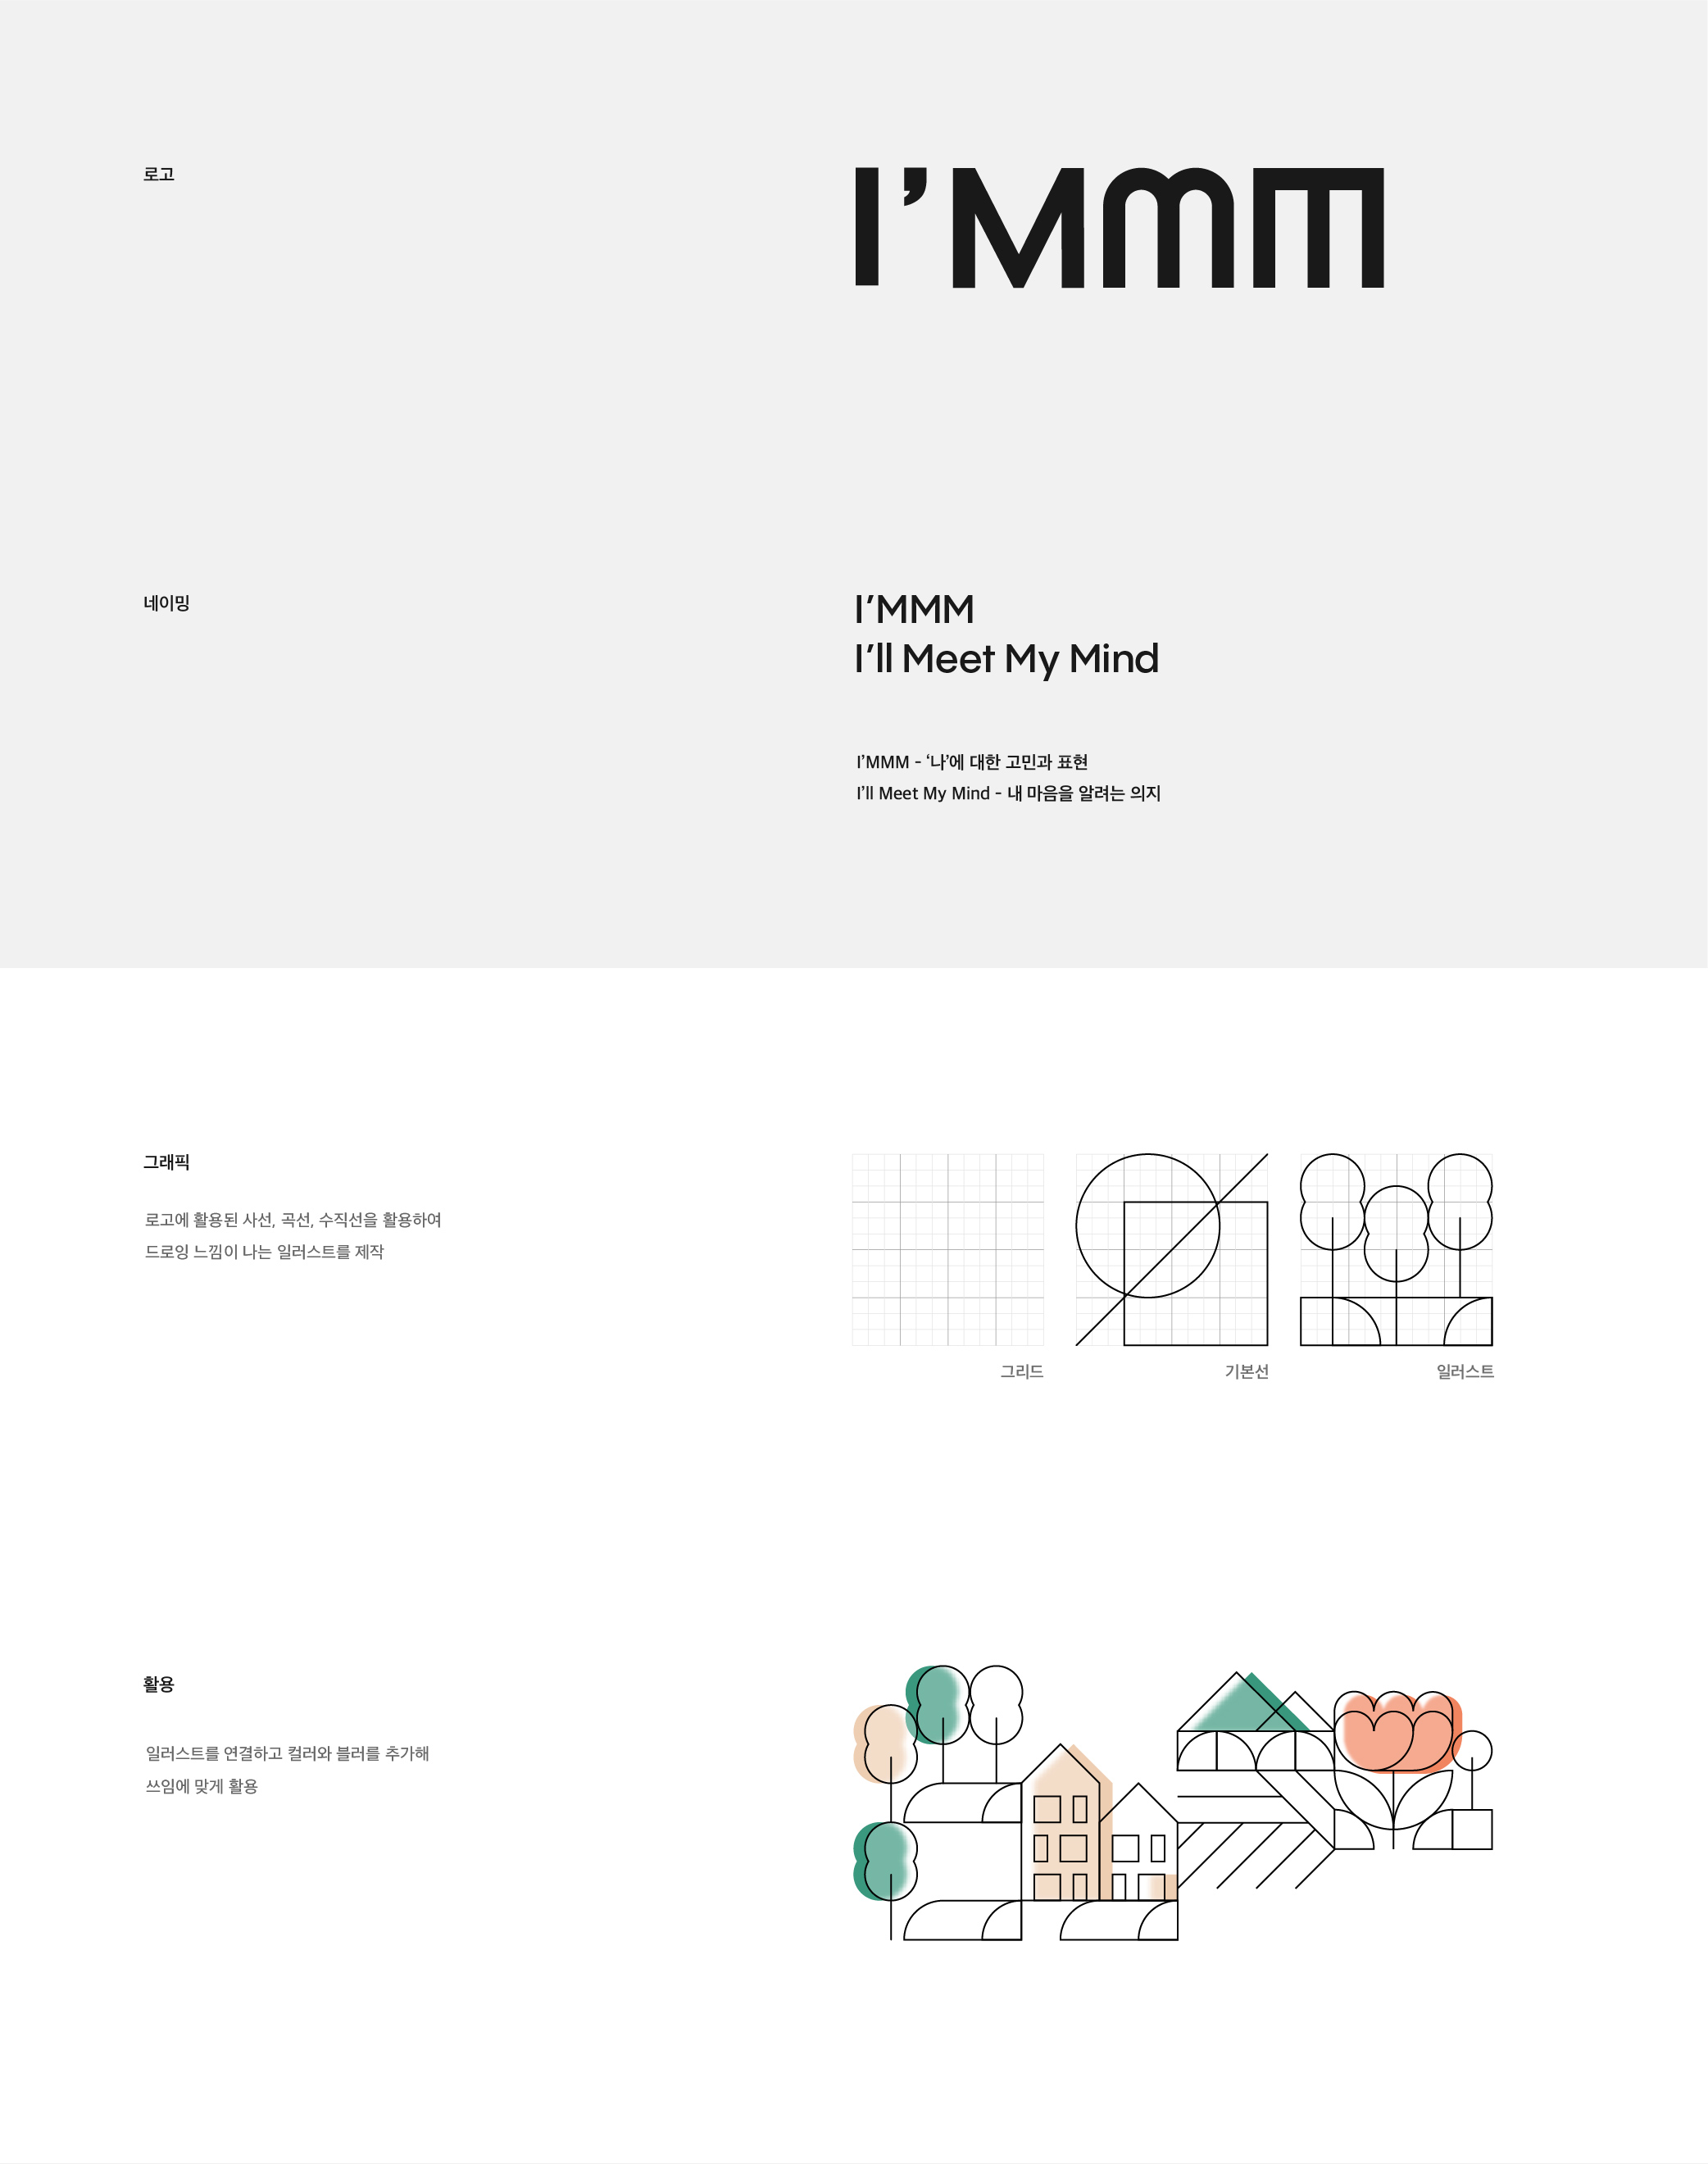 로고
I’Mmm
네이밍
I’MMM
I’ll Meet My Mind
I’MMM - ‘나’에 대한 고민과 표현
I’ll Meet My Mind - 내 마음을 알려는 의지
그래픽
로고에 활용된 사선, 곡선, 수직선을 활용하여
드로잉 느낌이 나는 일러스트를 제작
그리드
기본선
일러스트
활용
일러스트를 연결하고 컬러와 블러를 추가해
쓰임에 맞게 활용